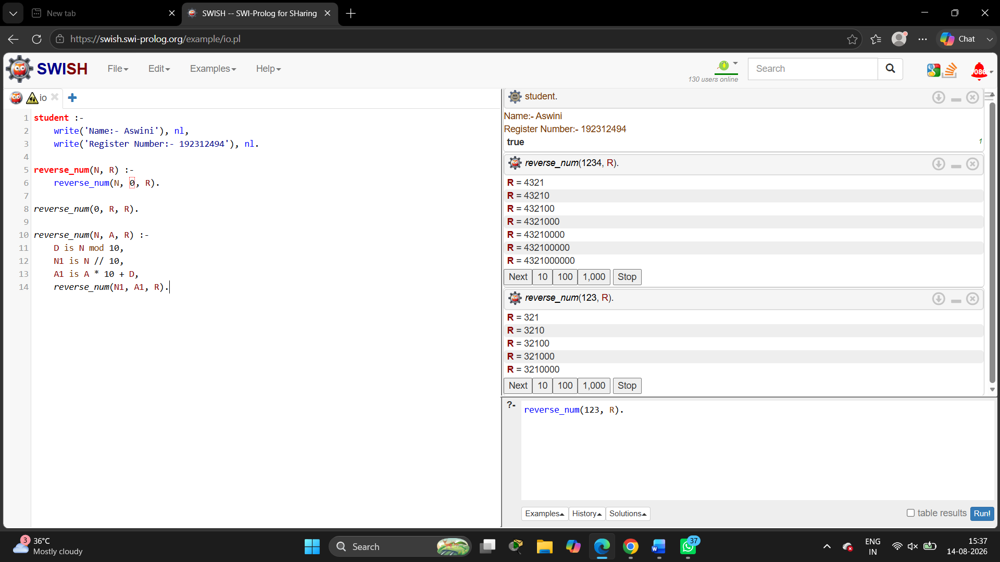 New tab
SWISH -- SWI-Prolog for SHaring
https://swish.swi-prolog.org/example/io.pl
Chat
SWISH
File
Edit
Examples
Help
130 users online
Search
086
io
1 student :-
2 write('Name:- Aswini'), nl,
3 write('Register Number:- 192312494'), nl.
4
5 reverse_num(N, R) :-
6 reverse_num(N, 0, R).
7
8 reverse_num(0, R, R).
9
10 reverse_num(N, A, R) :-
11 D is N mod 10,
12 N1 is N // 10,
13 A1 is A * 10 + D,
14 reverse_num(N1, A1, R).
student.
Name:- Aswini
Register Number:- 192312494
true
1
reverse_num(1234, R).
R = 4321
R = 43210
R = 432100
R = 4321000
R = 43210000
R = 432100000
R = 4321000000
Next 10 100 1,000 Stop
reverse_num(123, R).
R = 321
R = 3210
R = 32100
R = 321000
R = 3210000
Next 10 100 1,000 Stop
?- reverse_num(123, R).
Examples History Solutions
table results Run!
3
36°C
Mostly cloudy
Search
37
ENG
IN
15:37
14-08-2026